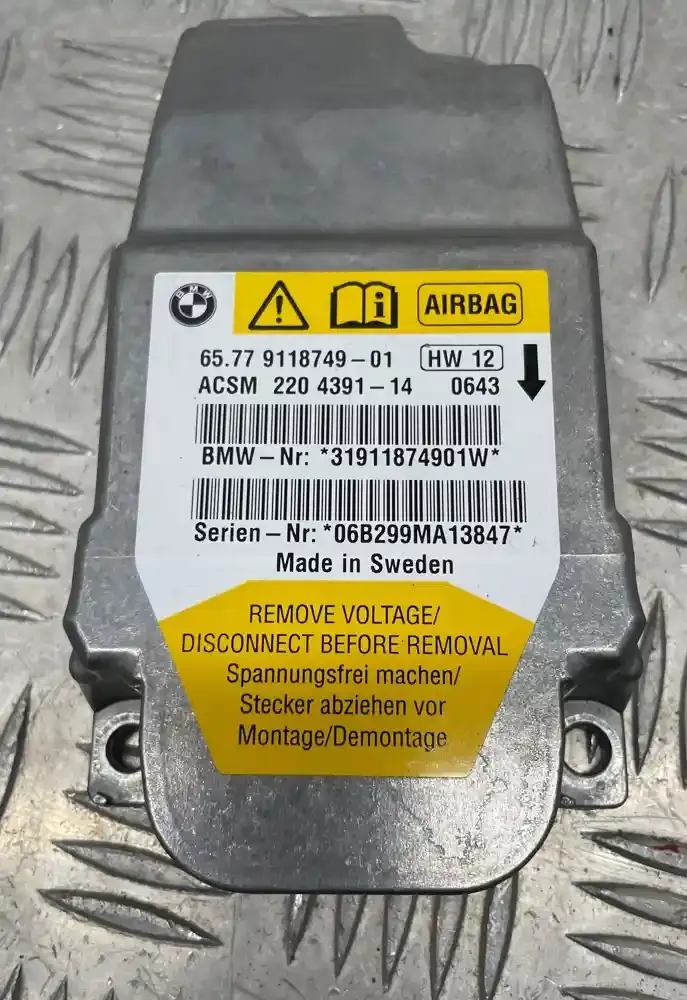 BMW
AIRBAG
65.77 9118749-01 HW 12
ACSM 220 4391-14 0643
BMW-Nr: *31911874901W*
Serien-Nr: *06B299MA13847*
Made in Sweden
REMOVE VOLTAGE/
DISCONNECT BEFORE REMOVAL
Spannungsfrei machen/
Stecker abziehen vor
Montage/Demontage